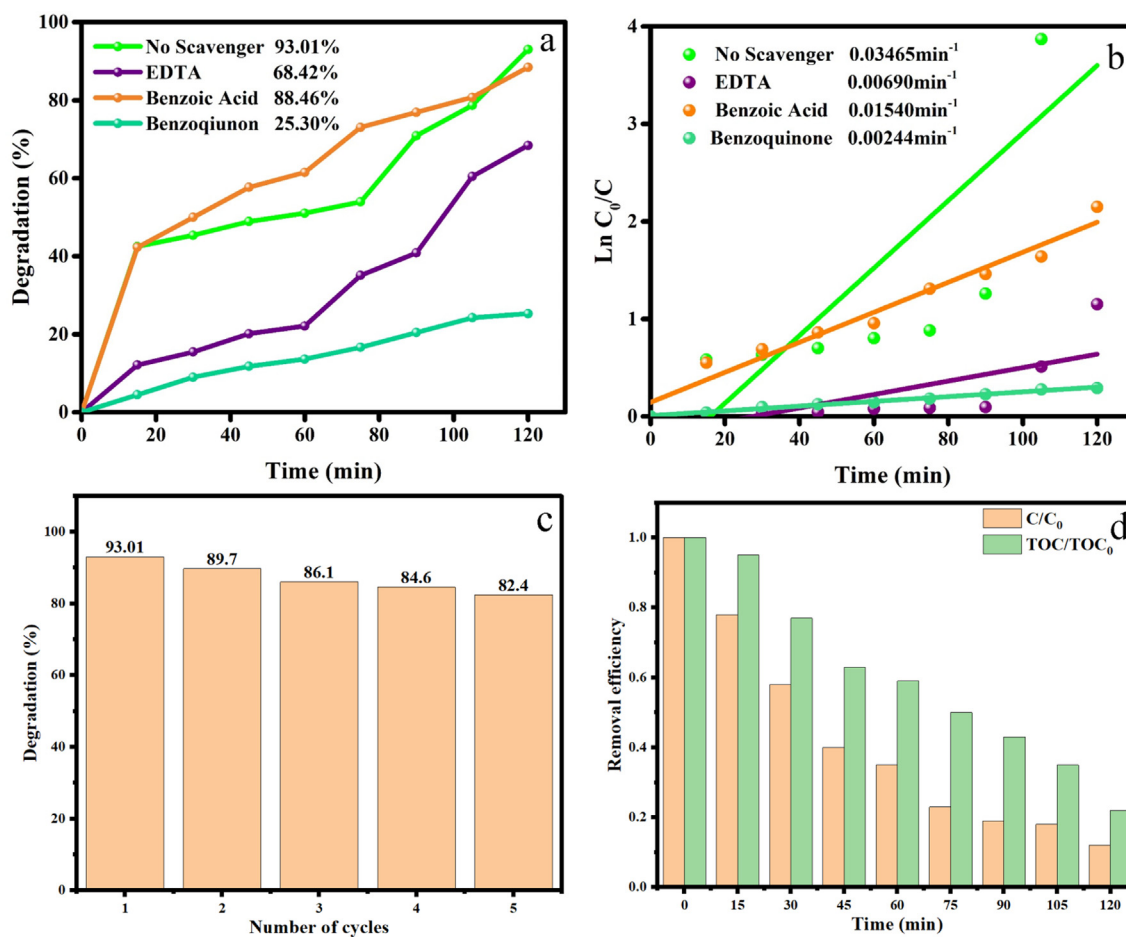 a
No Scavenger 93.01%
EDTA 68.42%
Benzoic Acid 88.46%
Benzoqiunon 25.30%
100
80
60
40
20
0
0 20 40 60 80 100 120
Degradation (%)
Time (min)
b
No Scavenger 0.03465min⁻¹
EDTA 0.00690min⁻¹
Benzoic Acid 0.01540min⁻¹
Benzoquinone 0.00244min⁻¹
4
3
2
1
0
0 20 40 60 80 100 120
Ln C₀/C
Time (min)
c
93.01 89.7 86.1 84.6 82.4
100
80
60
40
20
0
1 2 3 4 5
Degradation (%)
Number of cycles
d
C/C₀
TOC/TOC₀
1.0
0.8
0.6
0.4
0.2
0.0
0 15 30 45 60 75 90 105 120
Removal efficiency
Time (min)